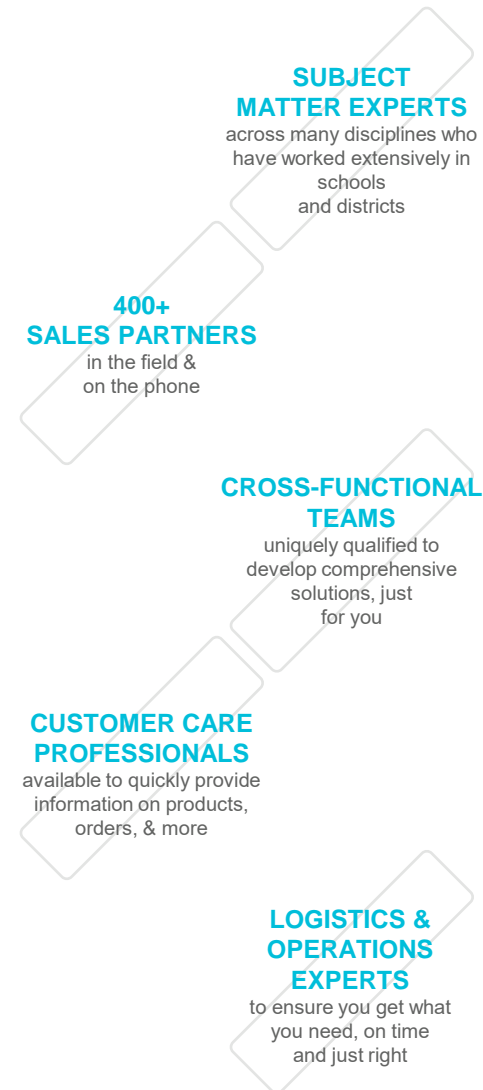 SUBJECT
MATTER EXPERTS
across many disciplines who
have worked extensively in
schools
and districts
400+
SALES PARTNERS
in the field &
on the phone
CROSS-FUNCTIONAL
TEAMS
uniquely qualified to
develop comprehensive
solutions, just
for you
CUSTOMER CARE
PROFESSIONALS
available to quickly provide
information on products,
orders, & more
LOGISTICS &
OPERATIONS
EXPERTS
to ensure you get what
you need, on time
and just right